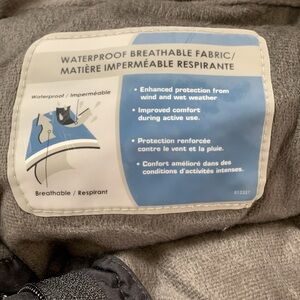 WATERPROOF BREATHABLE FABRIC/
MATIÈRE IMPERMÉABLE RESPIRANTE
Waterproof / Imperméable
Breathable / Respirant
• Enhanced protection from
wind and wet weather
• Improved comfort
during active use.
• Protection renforcée
contre le vent et la pluie.
• Confort amélioré dans des
conditions d'activités intenses.